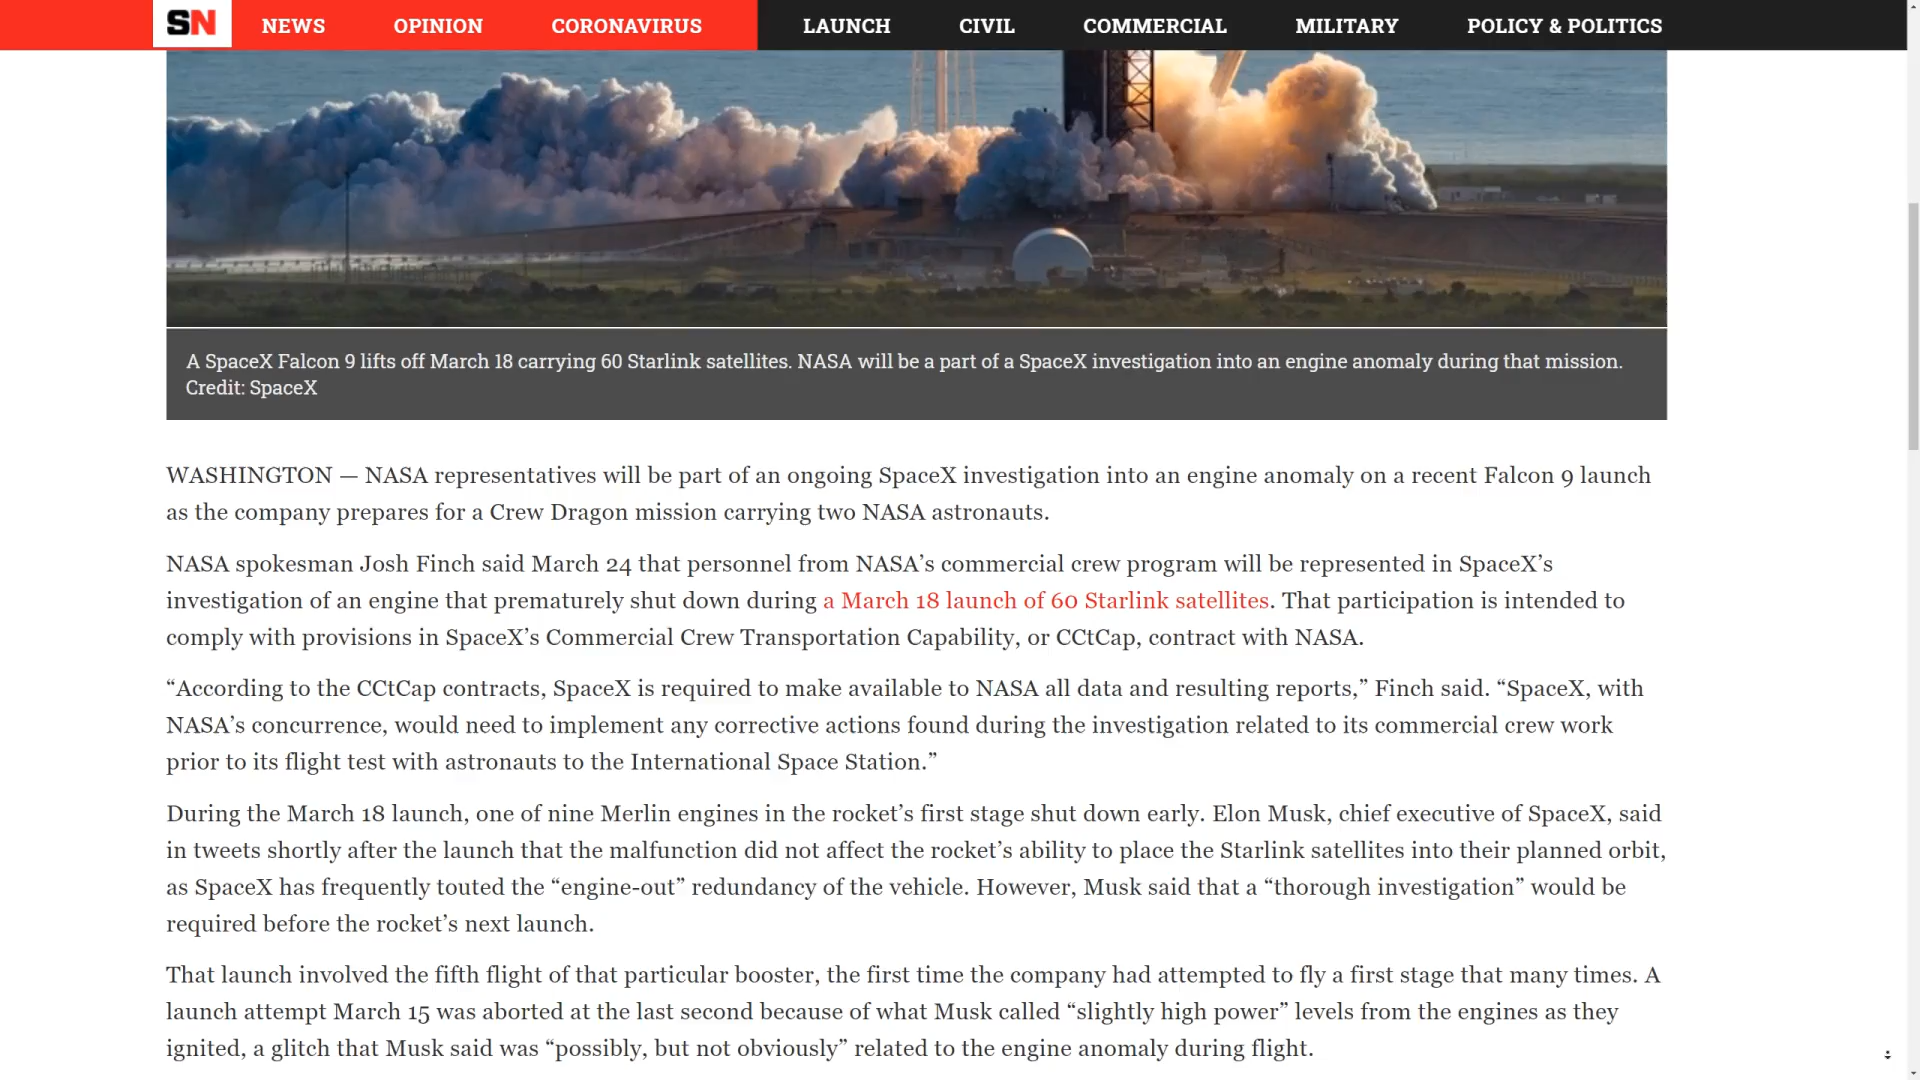 SN NEWS OPINION CORONAVIRUS LAUNCH CIVIL COMMERCIAL MILITARY POLICY & POLITICS
A SpaceX Falcon 9 lifts off March 18 carrying 60 Starlink satellites. NASA will be a part of a SpaceX investigation into an engine anomaly during that mission.
Credit: SpaceX
WASHINGTON — NASA representatives will be part of an ongoing SpaceX investigation into an engine anomaly on a recent Falcon 9 launch
as the company prepares for a Crew Dragon mission carrying two NASA astronauts.
NASA spokesman Josh Finch said March 24 that personnel from NASA’s commercial crew program will be represented in SpaceX’s
investigation of an engine that prematurely shut down during a March 18 launch of 60 Starlink satellites. That participation is intended to
comply with provisions in SpaceX’s Commercial Crew Transportation Capability, or CCtCap, contract with NASA.
“According to the CCtCap contracts, SpaceX is required to make available to NASA all data and resulting reports,” Finch said. “SpaceX, with
NASA’s concurrence, would need to implement any corrective actions found during the investigation related to its commercial crew work
prior to its flight test with astronauts to the International Space Station.”
During the March 18 launch, one of nine Merlin engines in the rocket’s first stage shut down early. Elon Musk, chief executive of SpaceX, said
in tweets shortly after the launch that the malfunction did not affect the rocket’s ability to place the Starlink satellites into their planned orbit,
as SpaceX has frequently touted the “engine-out” redundancy of the vehicle. However, Musk said that a “thorough investigation” would be
required before the rocket’s next launch.
That launch involved the fifth flight of that particular booster, the first time the company had attempted to fly a first stage that many times. A
launch attempt March 15 was aborted at the last second because of what Musk called “slightly high power” levels from the engines as they
ignited, a glitch that Musk said was “possibly, but not obviously” related to the engine anomaly during flight.